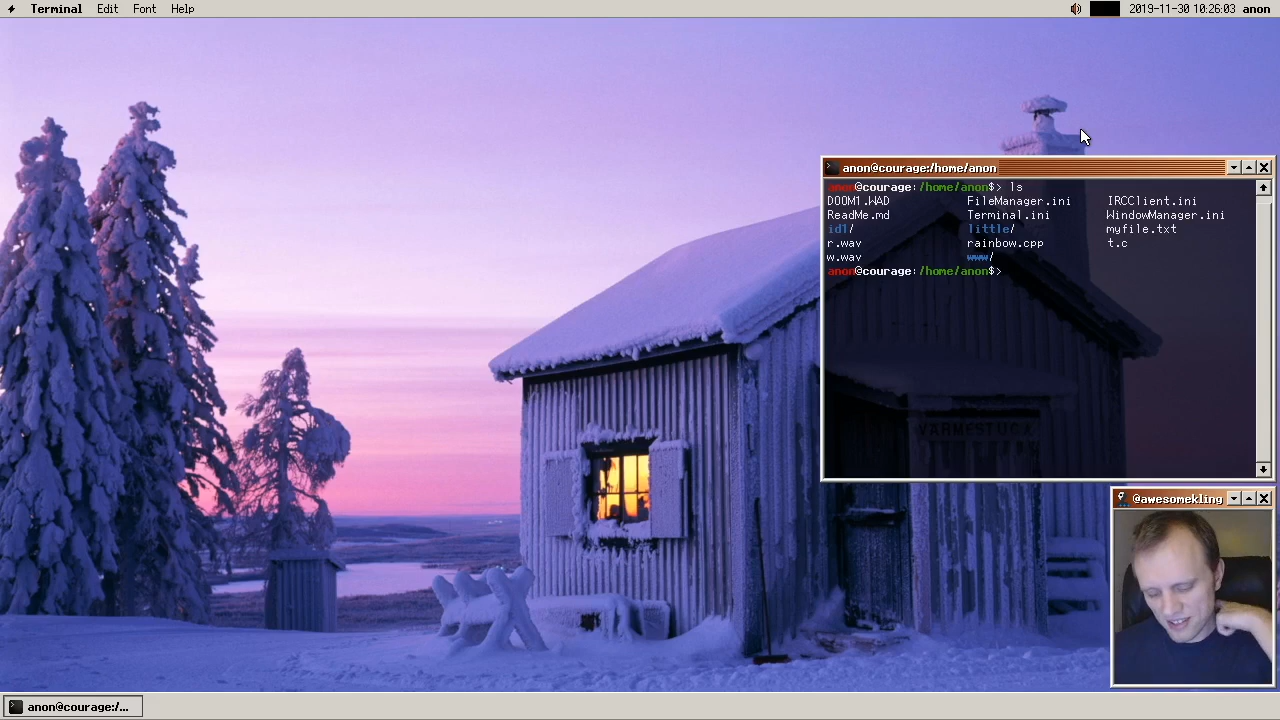 Terminal Edit Font Help 2019-11-30 10:26:03 anon
anon@courage:/home/anon
anon@courage:/home/anon$> ls
DOOM1.WAD FileManager.ini IRCClient.ini
ReadMe.md Terminal.ini WindowManager.ini
id1/ little/ myfile.txt
r.wav rainbow.cpp t.c
w.wav www/
anon@courage:/home/anon$>
VÄRMESTUGA
@awesomekling
anon@courage:/...